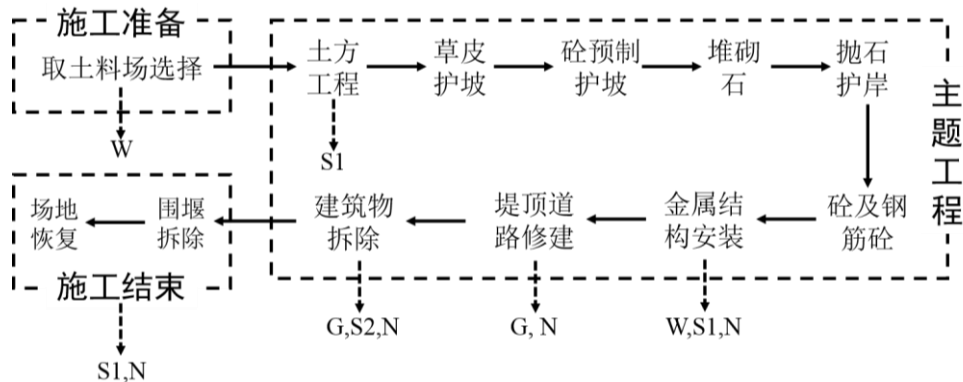 施工准备
取土料场选择
W
土方
工程
S1
草皮
护坡
砼预制
护坡
堆砌
石
抛石
护岸
主题工程
砼及钢
筋砼
金属结
构安装
W,S1,N
堤顶道
路修建
G, N
建筑物
拆除
G,S2,N
围堰
拆除
场地
恢复
施工结束
S1,N